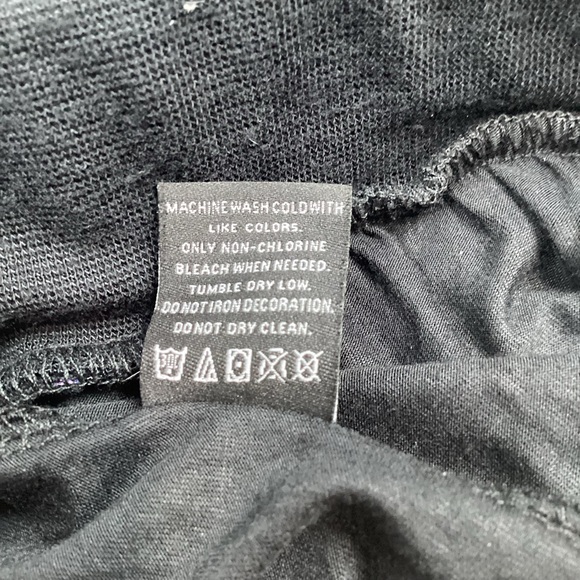 MACHINE WASH COLD WITH
LIKE COLORS.
ONLY NON-CHLORINE
BLEACH WHEN NEEDED.
TUMBLE DRY LOW.
DO NOT IRON DECORATION.
DO NOT DRY CLEAN.